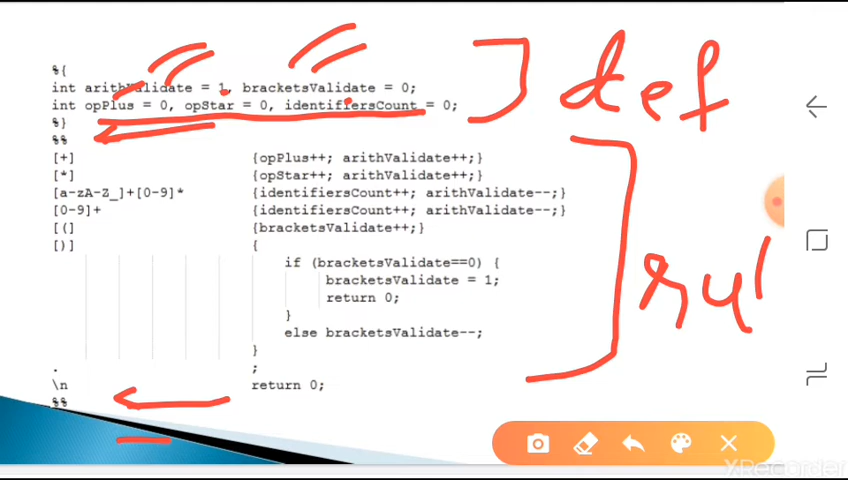 %{
int arithValidate = 1, bracketsValidate = 0;
int opPlus = 0, opStar = 0, identifiersCount = 0;
%}
%%
[+] {opPlus++; arithValidate++;}
[*] {opStar++; arithValidate++;}
[a-zA-Z_]+[0-9]* {identifiersCount++; arithValidate--;}
[0-9]+ {identifiersCount++; arithValidate--;}
[(] {bracketsValidate++;}
[)] {
if (bracketsValidate==0) {
bracketsValidate = 1;
return 0;
}
else bracketsValidate--;
}
. ;
\n return 0;
%%
def
rul
XRecorder